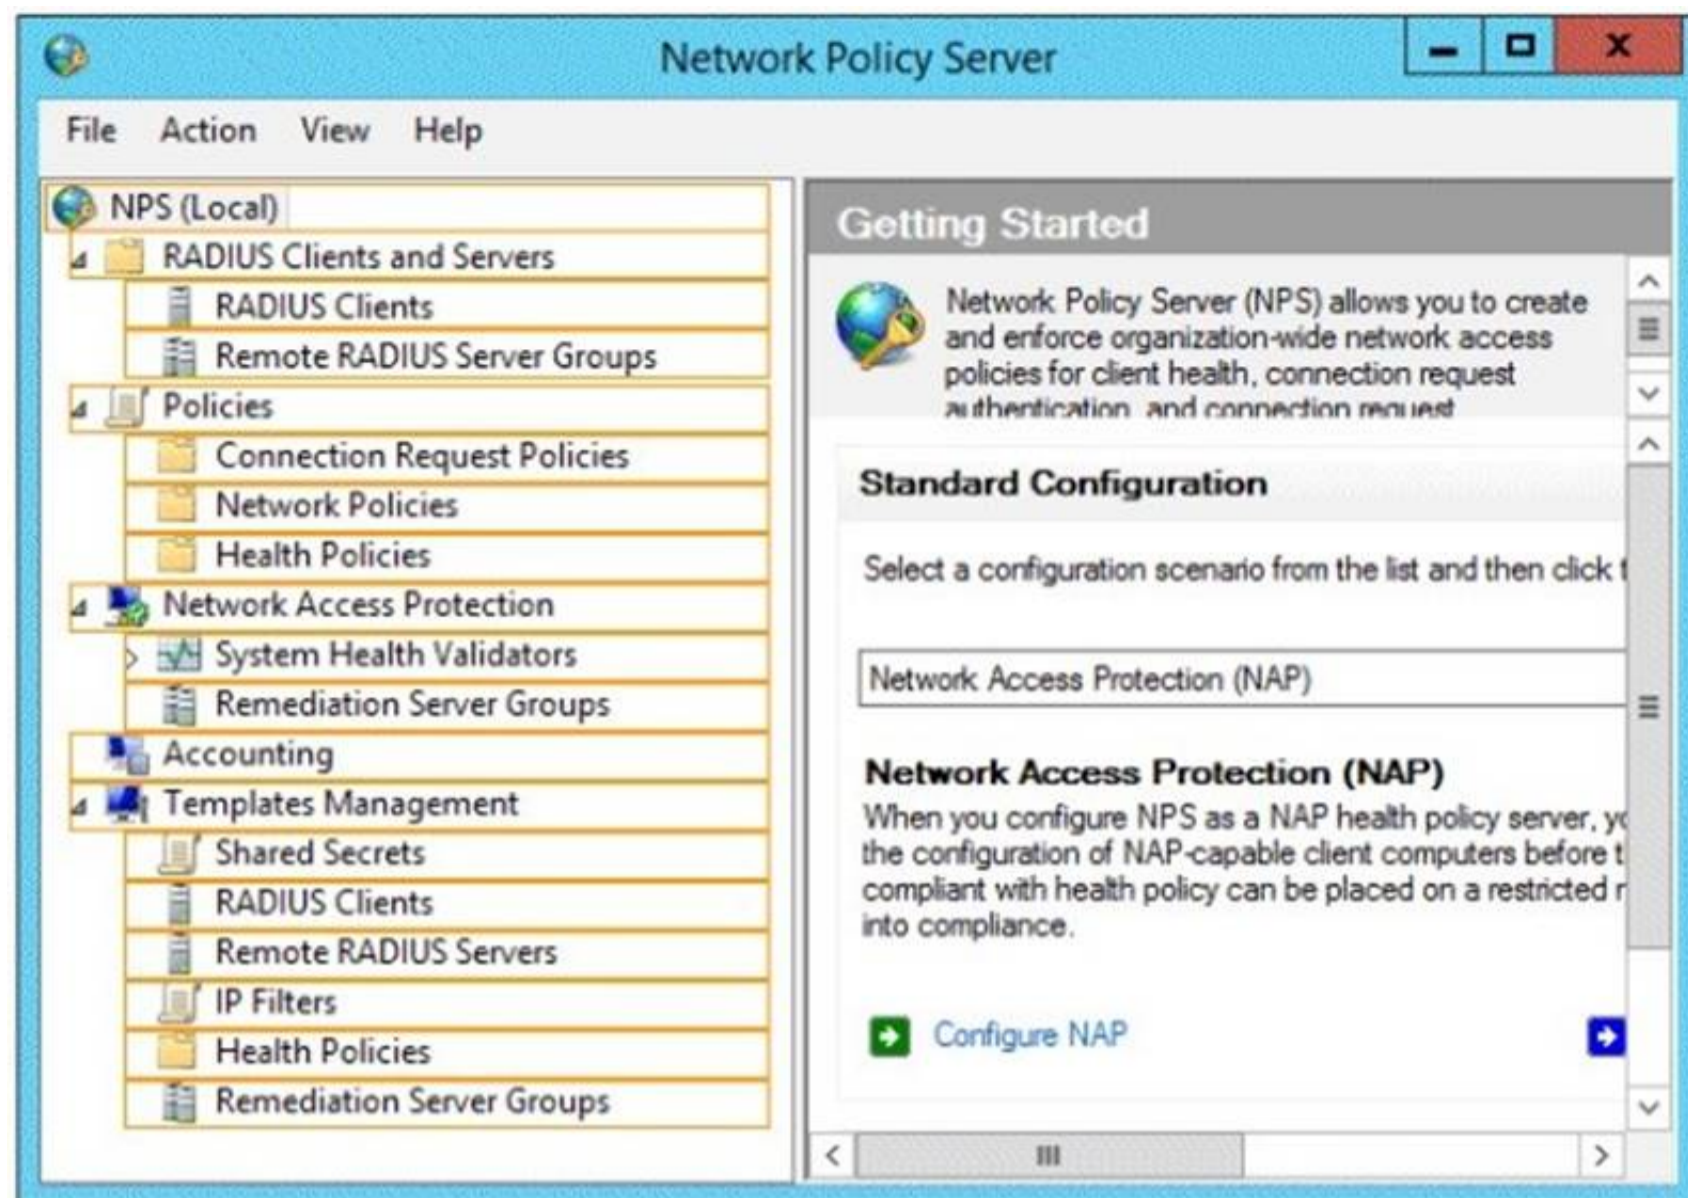 Network Policy Server
File Action View Help
NPS (Local)
RADIUS Clients and Servers
RADIUS Clients
Remote RADIUS Server Groups
Policies
Connection Request Policies
Network Policies
Health Policies
Network Access Protection
System Health Validators
Remediation Server Groups
Accounting
Templates Management
Shared Secrets
RADIUS Clients
Remote RADIUS Servers
IP Filters
Health Policies
Remediation Server Groups
Getting Started
Network Policy Server (NPS) allows you to create
and enforce organization-wide network access
policies for client health, connection request
authentication, and connection request
Standard Configuration
Select a configuration scenario from the list and then click
Network Access Protection (NAP)
Network Access Protection (NAP)
When you configure NPS as a NAP health policy server,
the configuration of NAP-capable client computers before
compliant with health policy can be placed on a restricted
into compliance.
Configure NAP